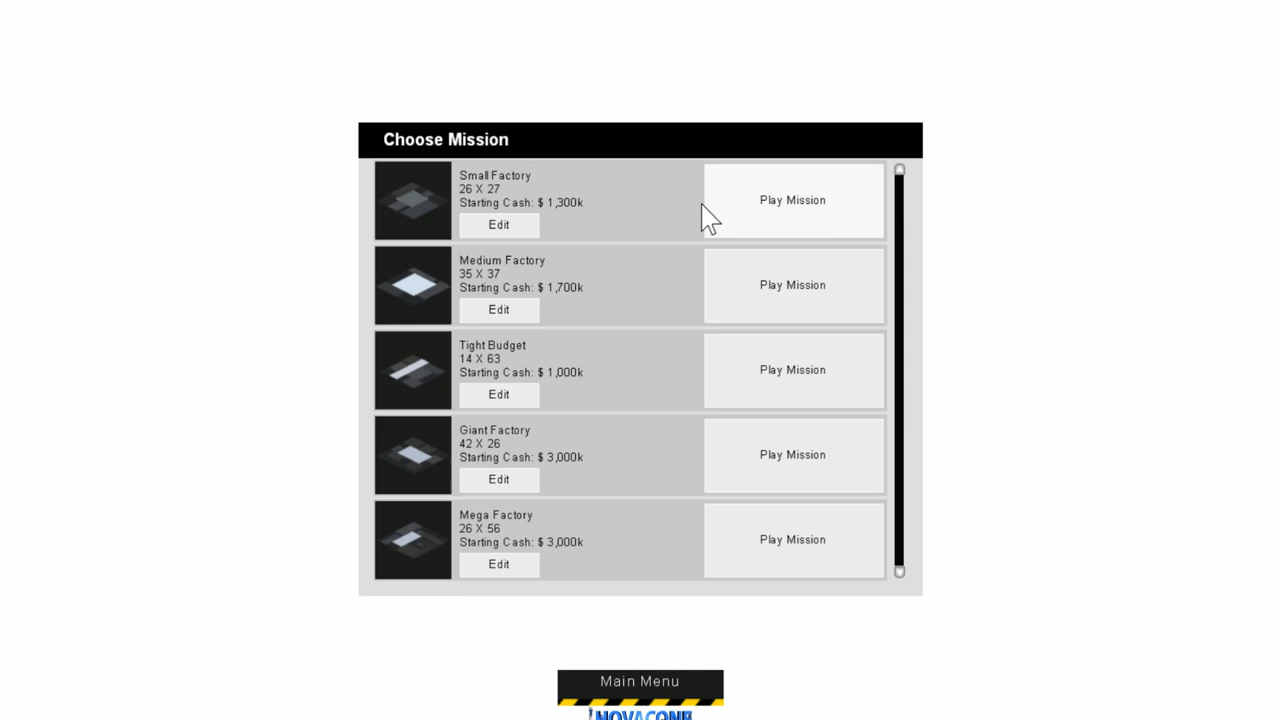 Choose Mission
Small Factory
26 X 27
Starting Cash: $ 1,300k
Edit
Play Mission
Medium Factory
35 X 37
Starting Cash: $ 1,700k
Edit
Play Mission
Tight Budget
14 X 63
Starting Cash: $ 1,000k
Edit
Play Mission
Giant Factory
42 X 26
Starting Cash: $ 3,000k
Edit
Play Mission
Mega Factory
26 X 56
Starting Cash: $ 3,000k
Edit
Play Mission
Main Menu